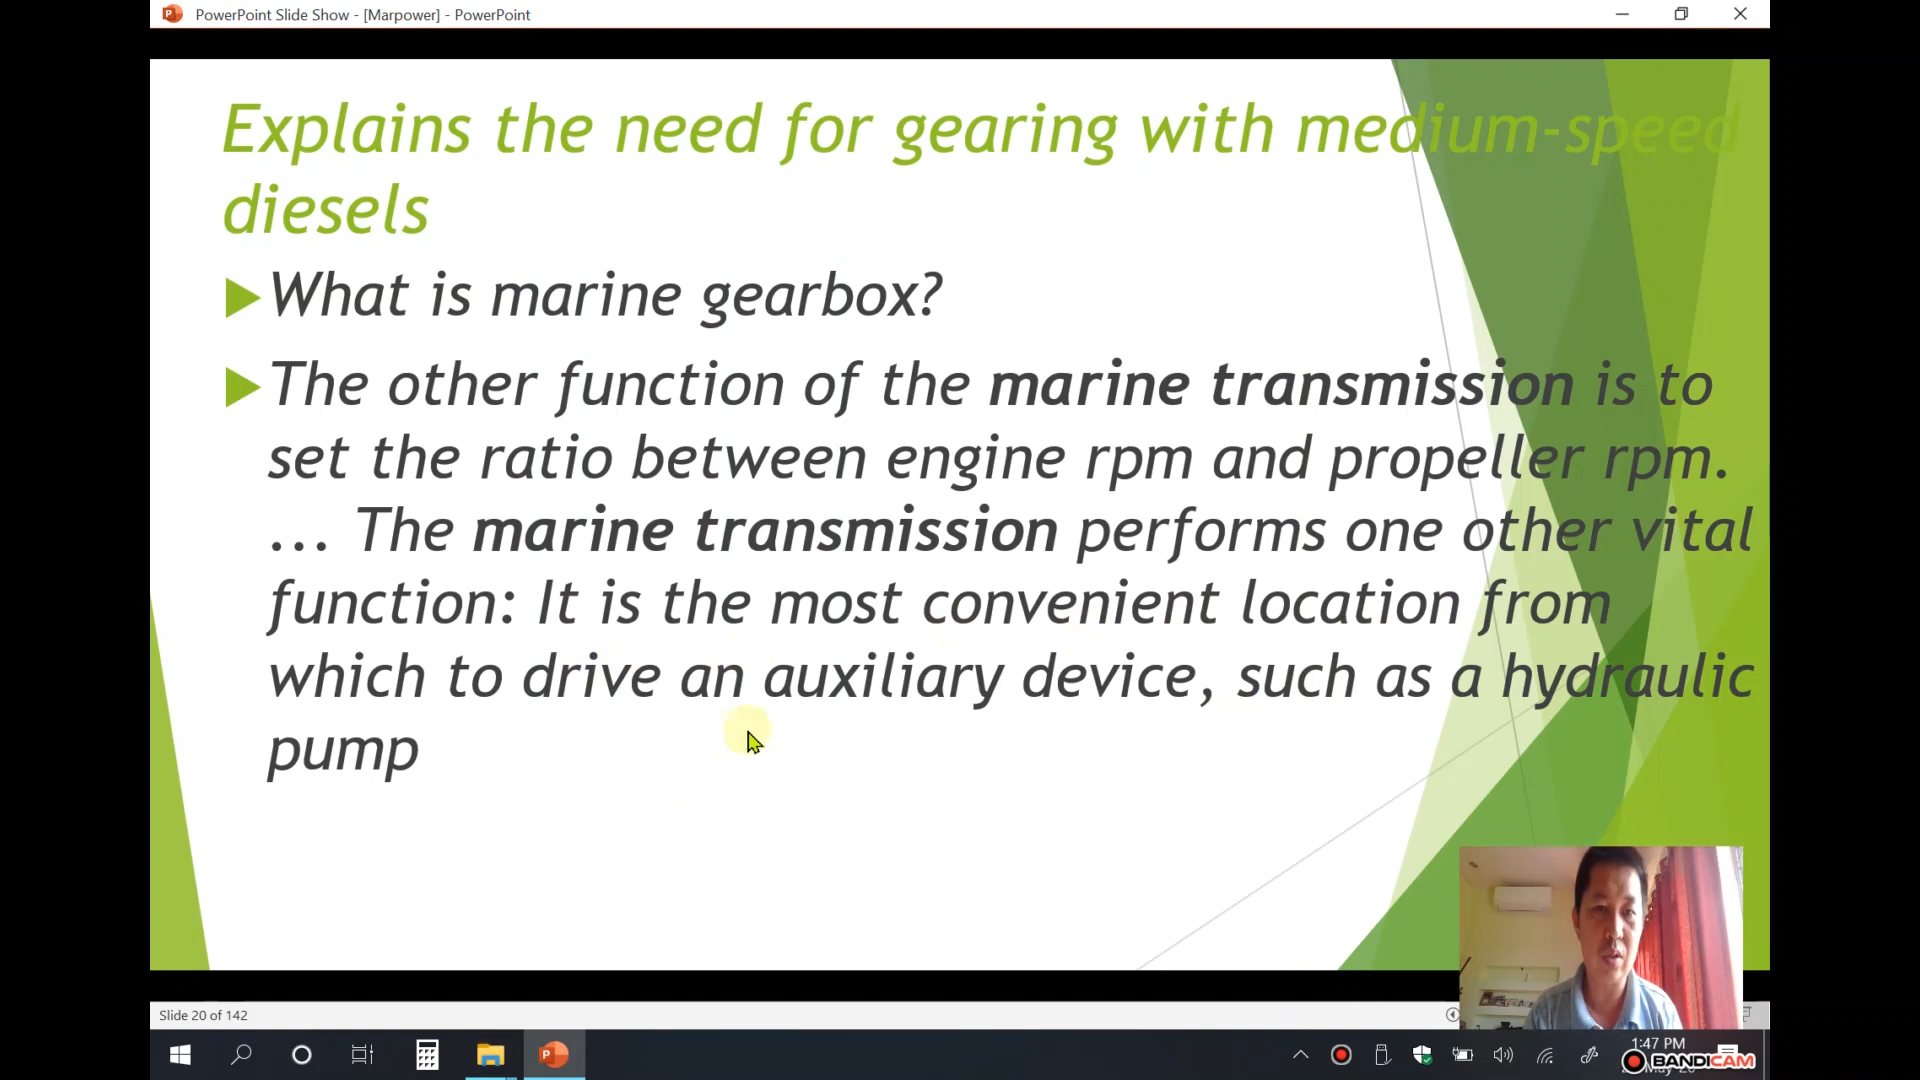 PowerPoint Slide Show - [Marpower] - PowerPoint
Explains the need for gearing with medium-speed
diesels
What is marine gearbox?
The other function of the marine transmission is to
set the ratio between engine rpm and propeller rpm.
... The marine transmission performs one other vital
function: It is the most convenient location from
which to drive an auxiliary device, such as a hydraulic
pump
Slide 20 of 142
1:47 PM
BANDICAM